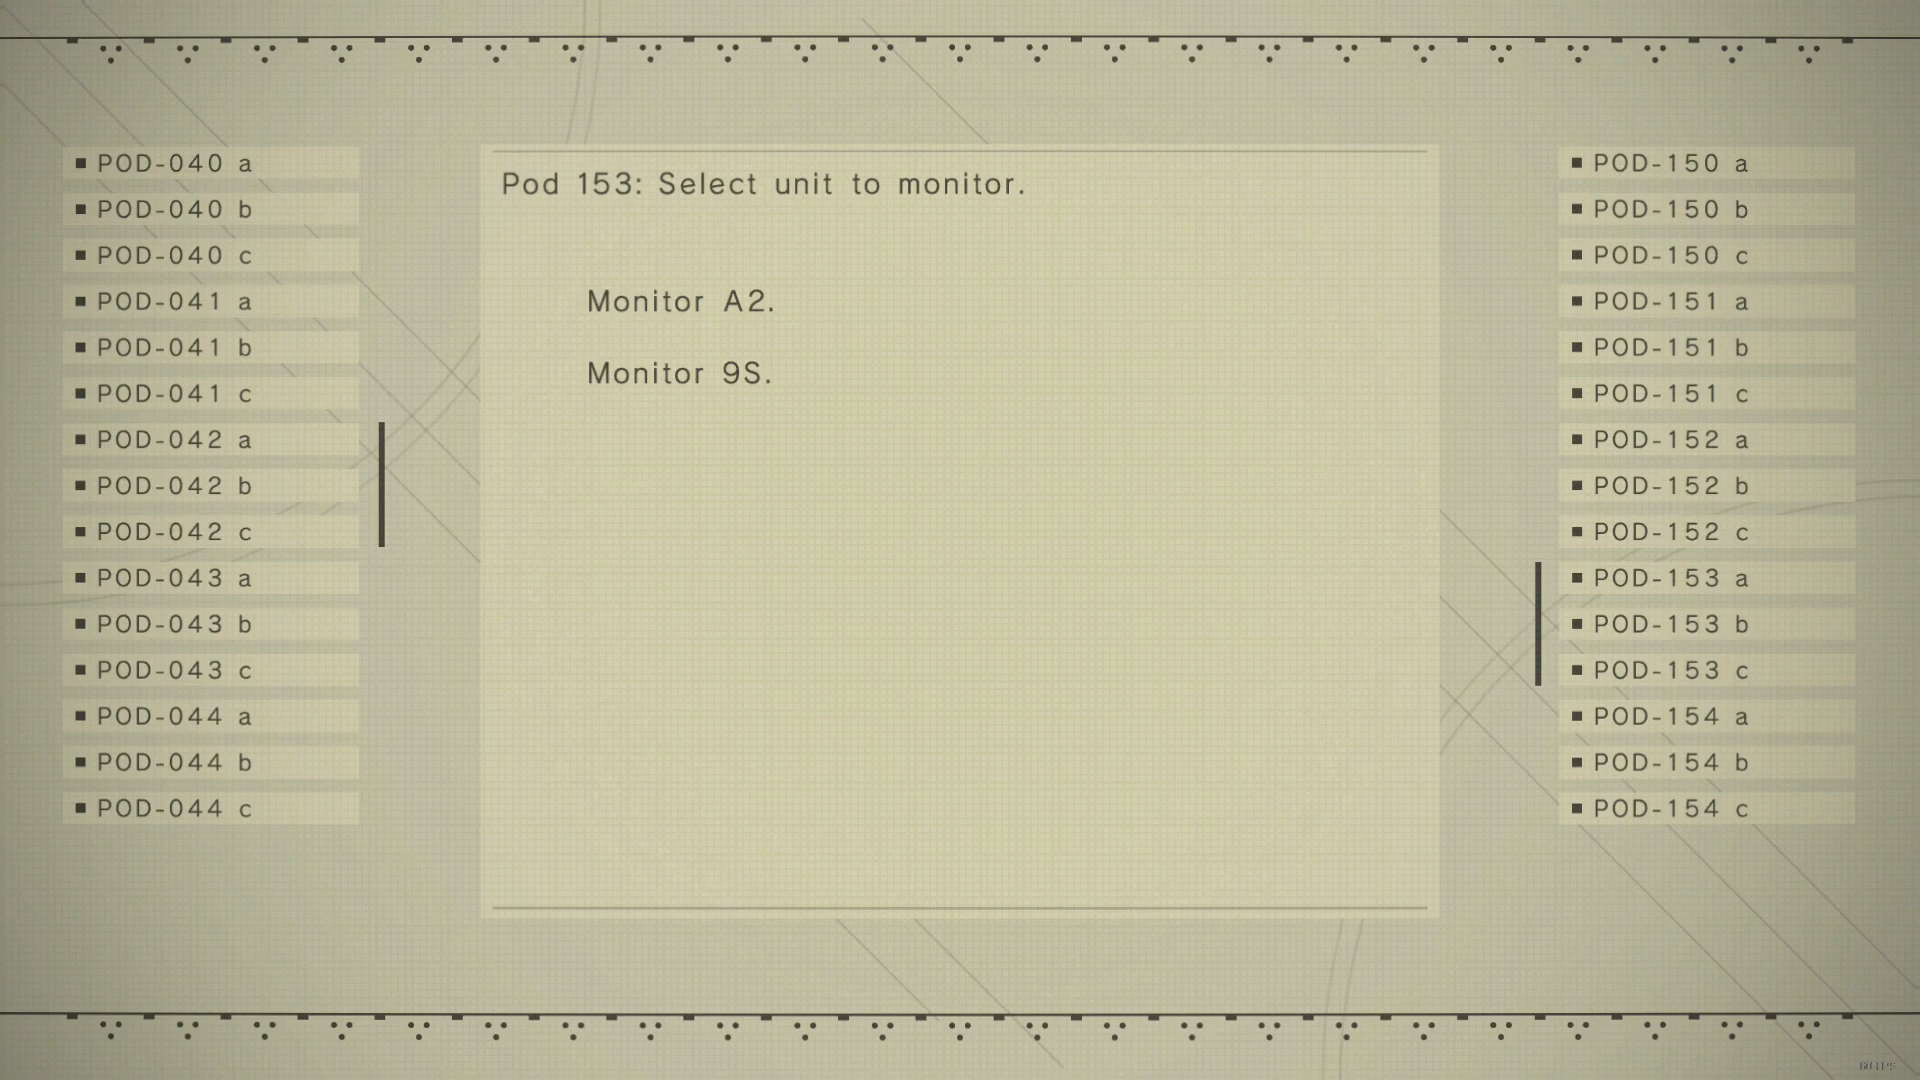 POD-040 a
POD-040 b
POD-040 c
POD-041 a
POD-041 b
POD-041 c
POD-042 a
POD-042 b
POD-042 c
POD-043 a
POD-043 b
POD-043 c
POD-044 a
POD-044 b
POD-044 c
Pod 153: Select unit to monitor.
Monitor A2.
Monitor 9S.
POD-150 a
POD-150 b
POD-150 c
POD-151 a
POD-151 b
POD-151 c
POD-152 a
POD-152 b
POD-152 c
POD-153 a
POD-153 b
POD-153 c
POD-154 a
POD-154 b
POD-154 c